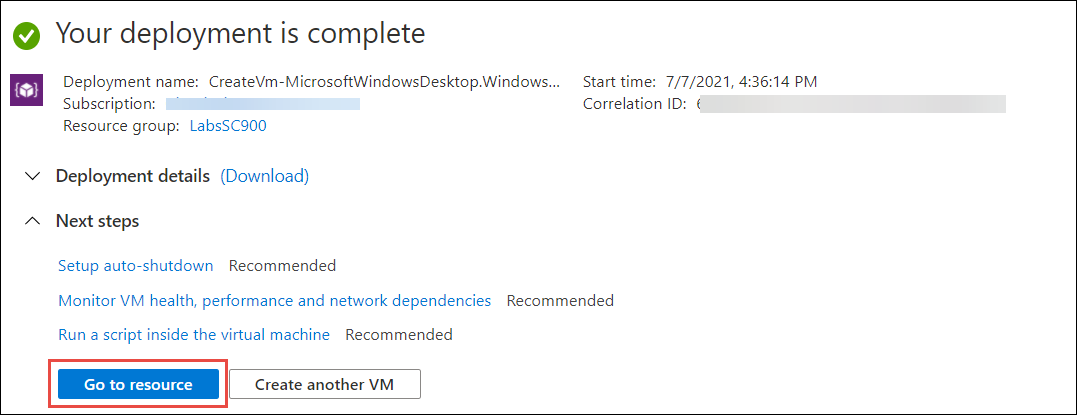 Your deployment is complete
Deployment name: CreateVm-MicrosoftWindowsDesktop.Windows...
Start time: 7/7/2021, 4:36:14 PM
Subscription:
Correlation ID:
Resource group: LabsSC900
Deployment details (Download)
Next steps
Setup auto-shutdown Recommended
Monitor VM health, performance and network dependencies Recommended
Run a script inside the virtual machine Recommended
Go to resource
Create another VM